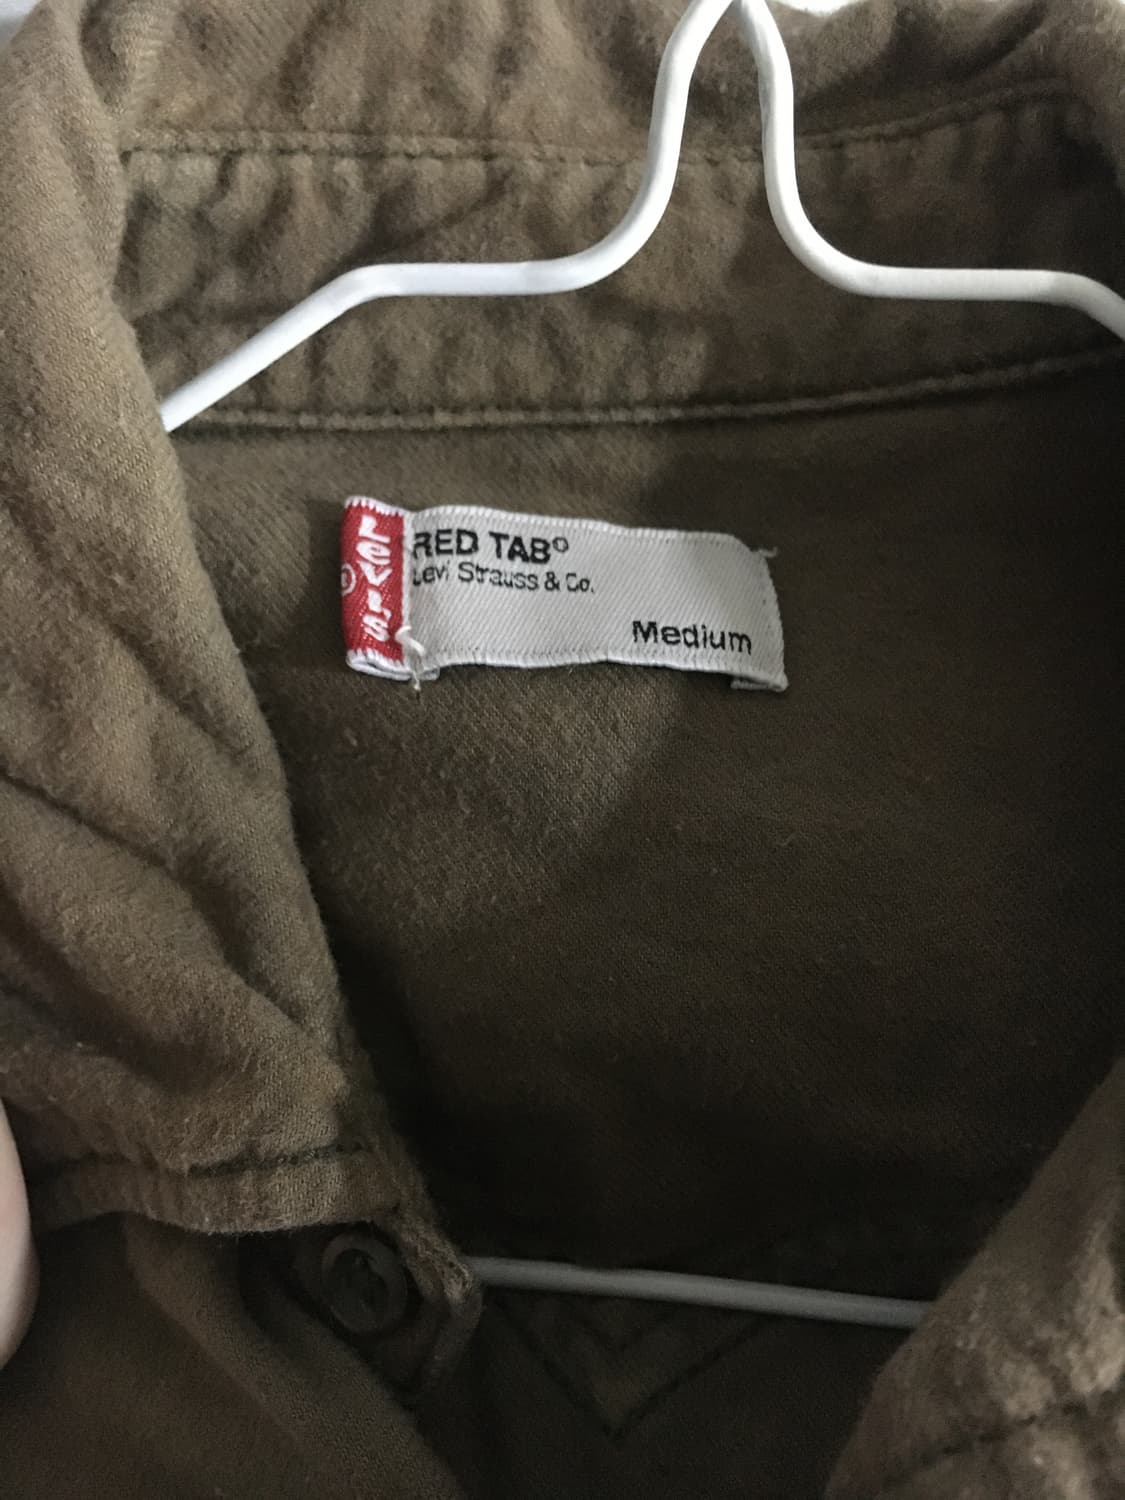 LEVI'S
®
RED TAB®
Levi Strauss & Co.
Medium